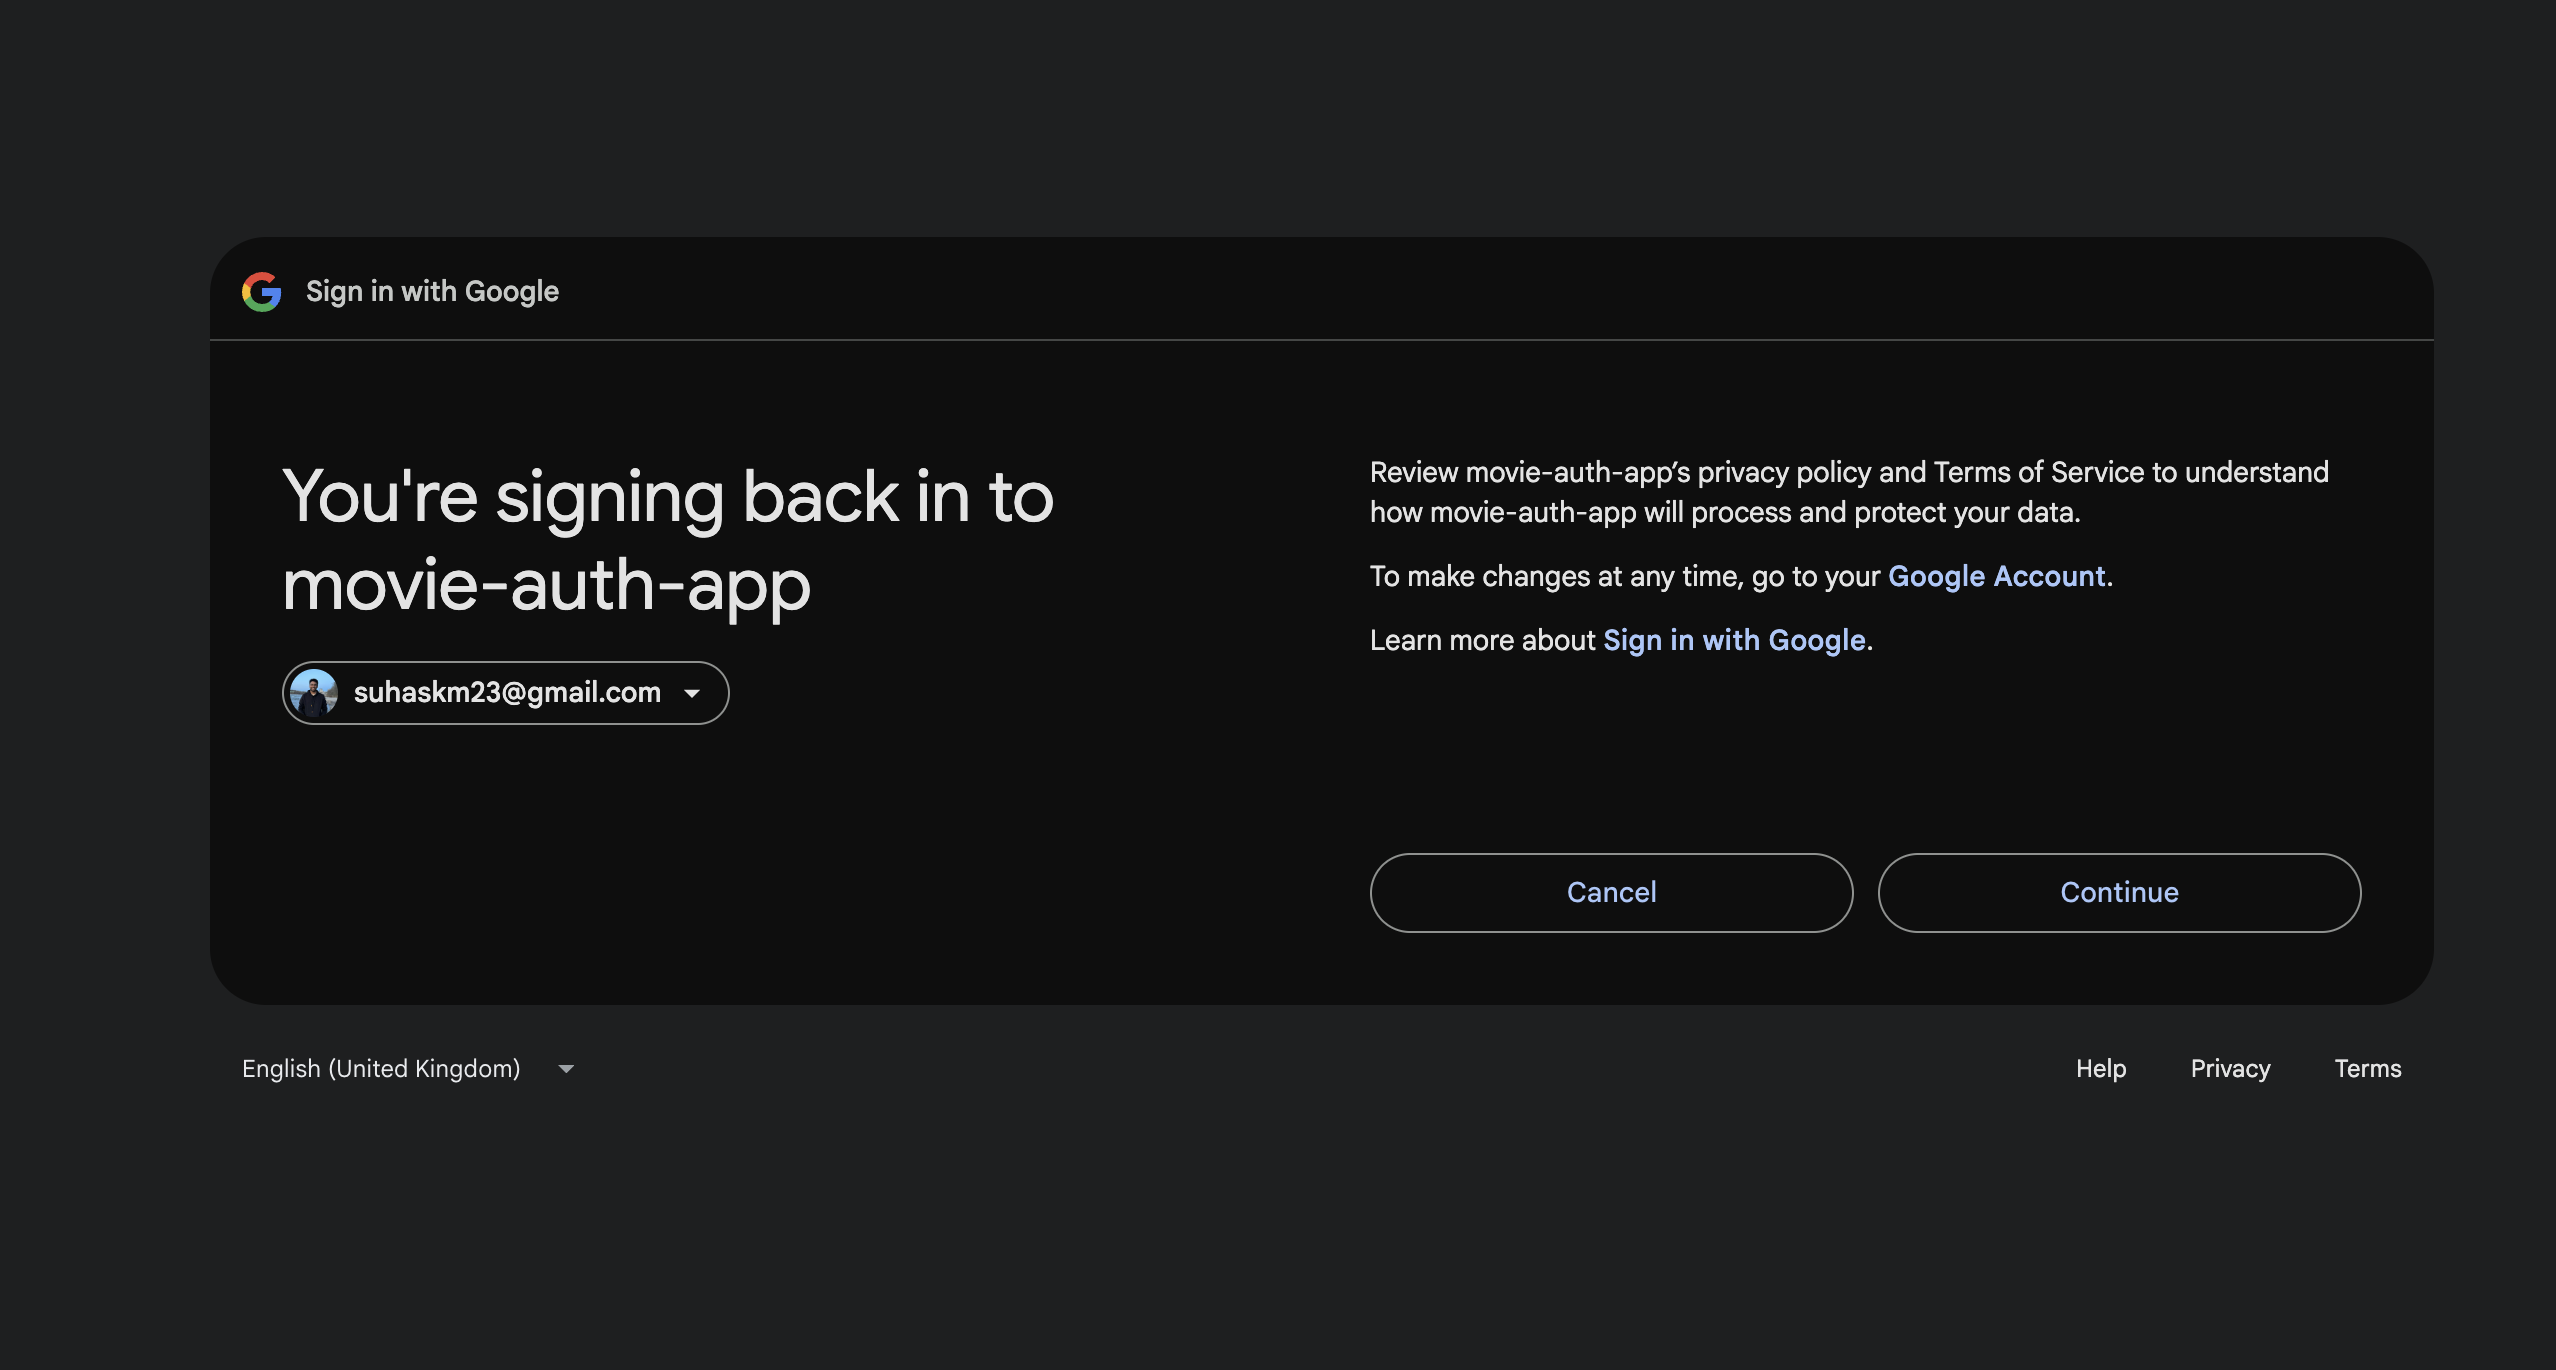 Sign in with Google
You're signing back in to
movie-auth-app
suhaskm23@gmail.com
Review movie-auth-app’s privacy policy and Terms of Service to understand
how movie-auth-app will process and protect your data.
To make changes at any time, go to your Google Account.
Learn more about Sign in with Google.
Cancel
Continue
English (United Kingdom)
Help
Privacy
Terms